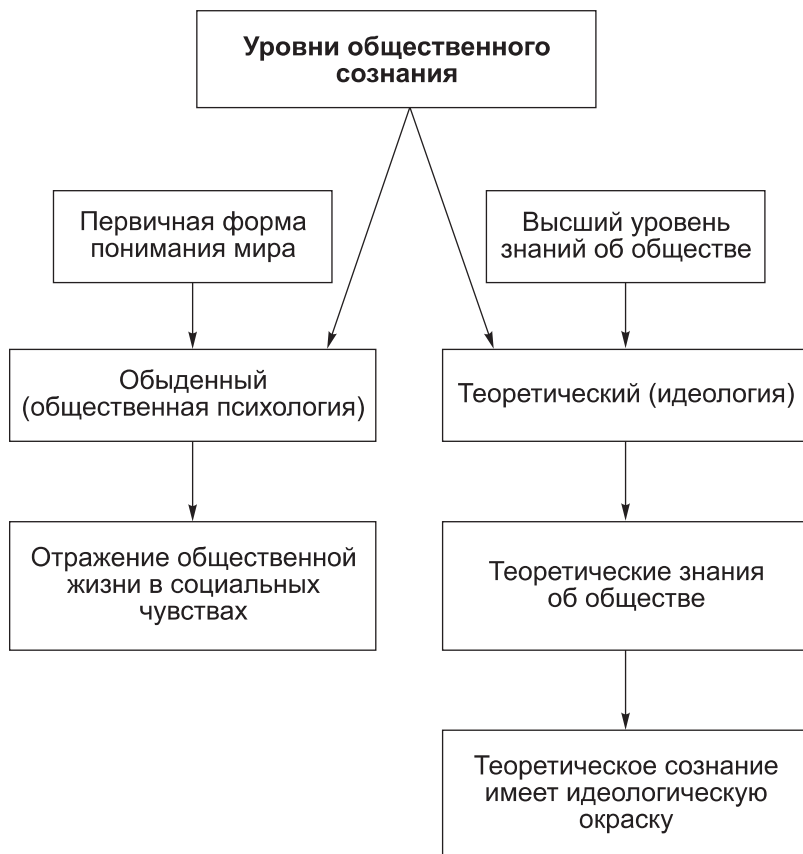 Уровни общественного
сознания
Первичная форма
понимания мира
Высший уровень
знаний об обществе
Обыденный
(общественная психология)
Теоретический (идеология)
Отражение общественной
жизни в социальных
чувствах
Теоретические знания
об обществе
Теоретическое сознание
имеет идеологическую
окраску